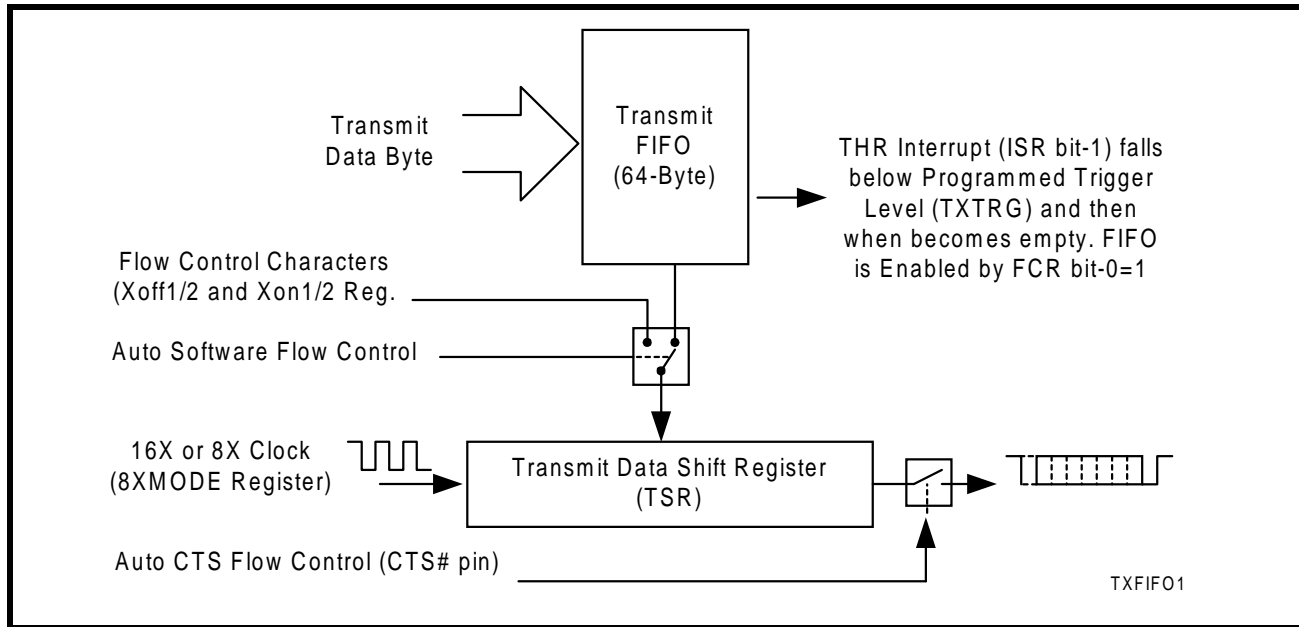 Transmit
Data Byte
Transmit
FIFO
(64-Byte)
THR Interrupt (ISR bit-1) falls
below Programmed Trigger
Level (TXTRG) and then
when becomes empty. FIFO
is Enabled by FCR bit-0=1
Flow Control Characters
(Xoff1/2 and Xon1/2 Reg.
Auto Software Flow Control
16X or 8X Clock
(8XMODE Register)
Transmit Data Shift Register
(TSR)
Auto CTS Flow Control (CTS# pin)
TXFIFO1